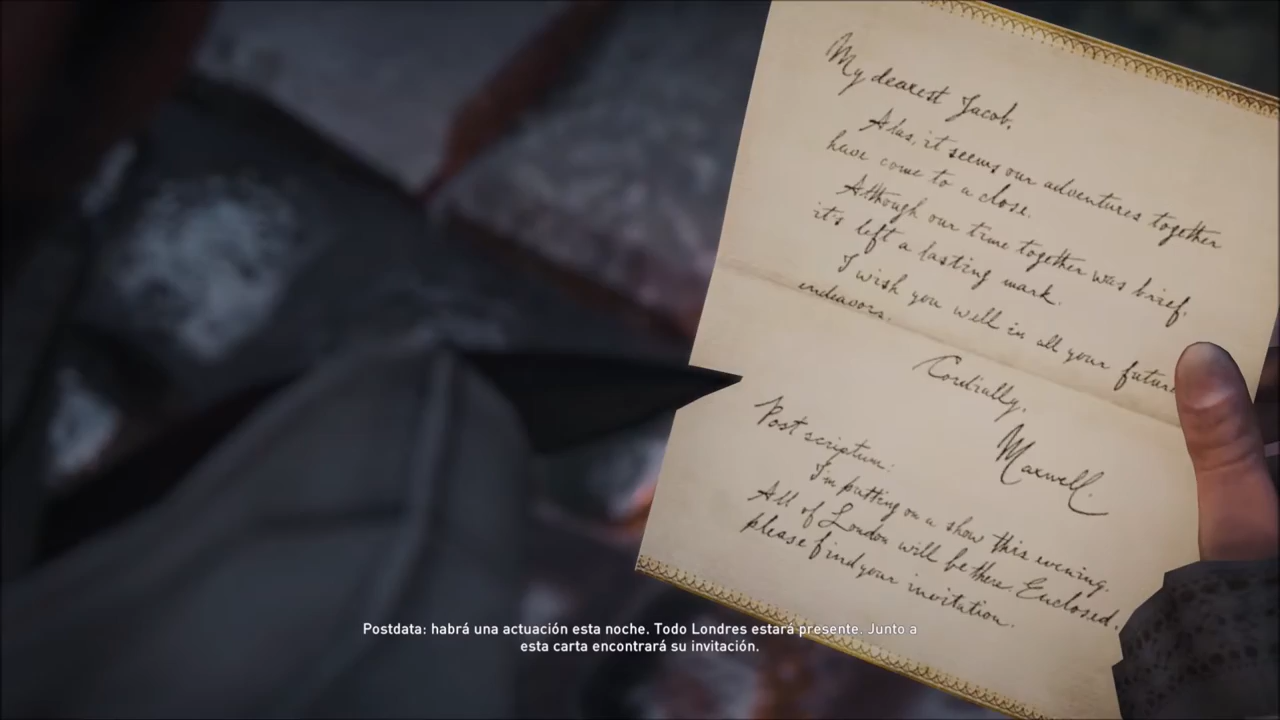 My dearest Jacob,
Alas, it seems our adventures together
have come to a close.
Although our time together was brief,
it's left a lasting mark.
I wish you well in all your future
endeavors.
Cordially,
Maxwell.
Post scriptum:
I'm putting on a show this evening.
All of London will be there. Enclosed,
please find your invitation.
Postdata: habrá una actuación esta noche. Todo Londres estará presente. Junto a
esta carta encontrará su invitación.